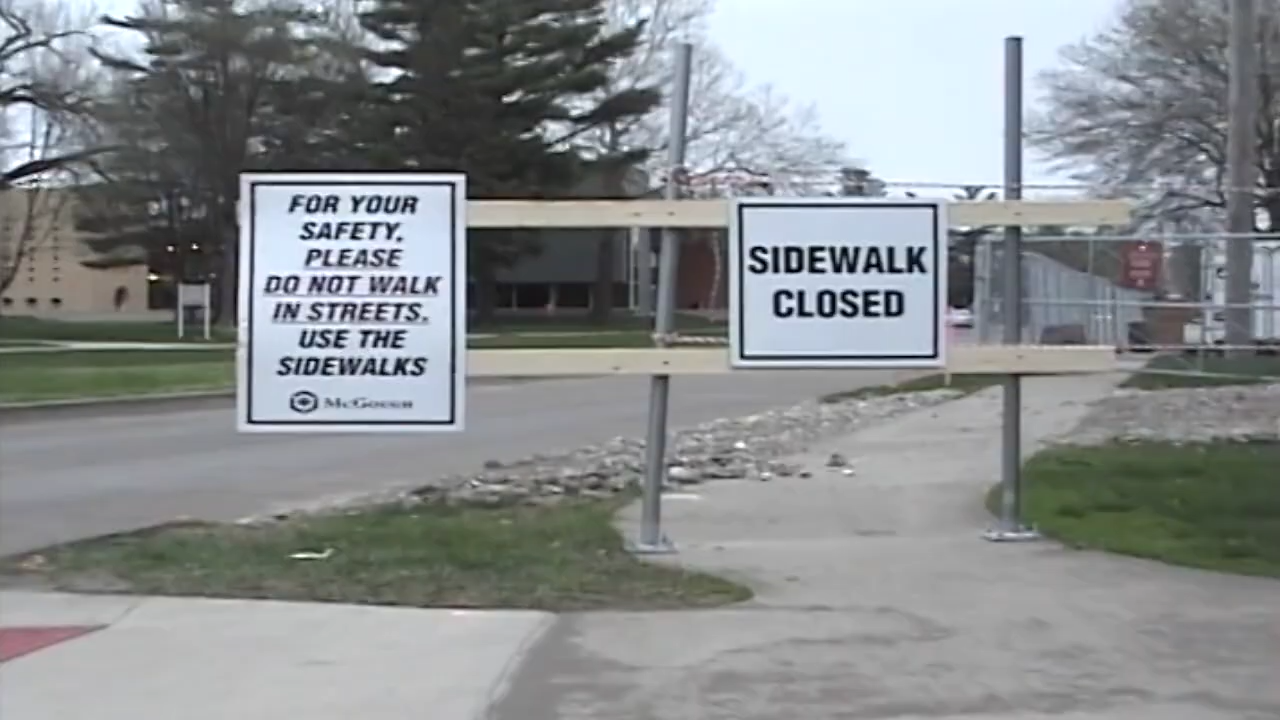 FOR YOUR
SAFETY,
PLEASE
DO NOT WALK
IN STREETS.
USE THE
SIDEWALKS
McGough
SIDEWALK
CLOSED